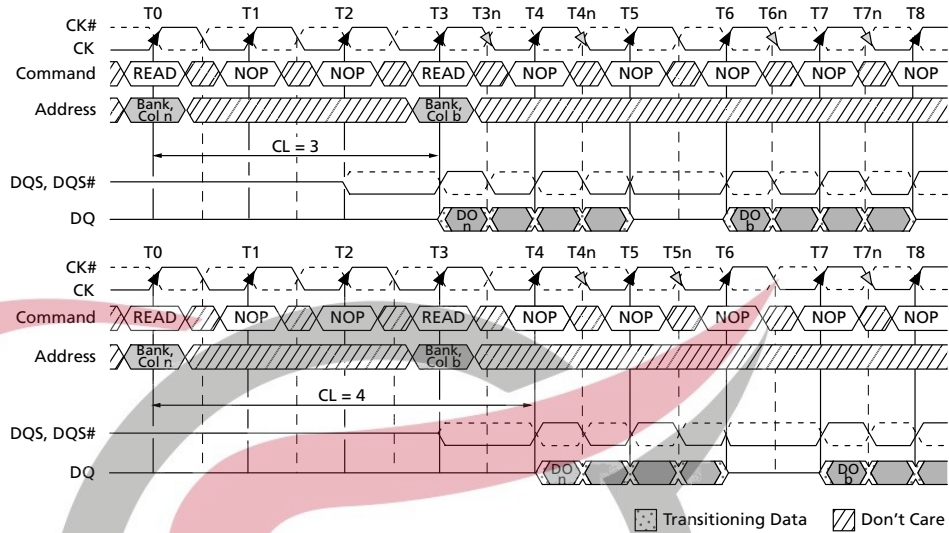 T0 T1 T2 T3 T3n T4 T4n T5 T6 T6n T7 T7n T8
CK#
CK
Command READ NOP NOP READ NOP NOP NOP NOP NOP
Address Bank, Col n Bank, Col b
CL = 3
DQS, DQS#
DQ DO n DO b
T0 T1 T2 T3 T4 T4n T5 T5n T6 T7 T7n T8
CK#
CK
Command READ NOP NOP READ NOP NOP NOP NOP NOP
Address Bank, Col n Bank, Col b
CL = 4
DQS, DQS#
DQ DO n DO b
Transitioning Data Don't Care